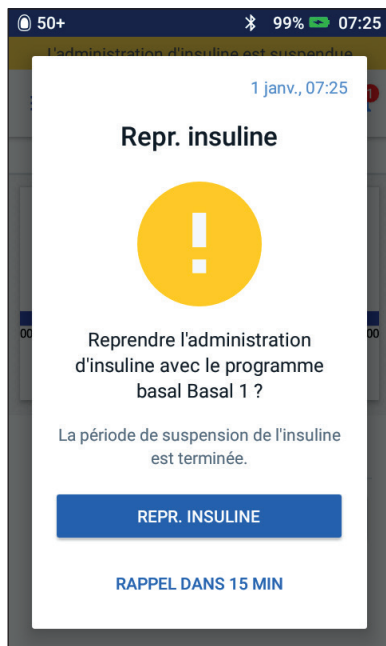 50+ 99% 07:25
L'administration d'insuline est suspendue
1 janv., 07:25
1
Repr. insuline
!
Reprendre l'administration
d'insuline avec le programme
basal Basal 1 ?
La période de suspension de l'insuline
est terminée.
REPR. INSULINE
RAPPEL DANS 15 MIN